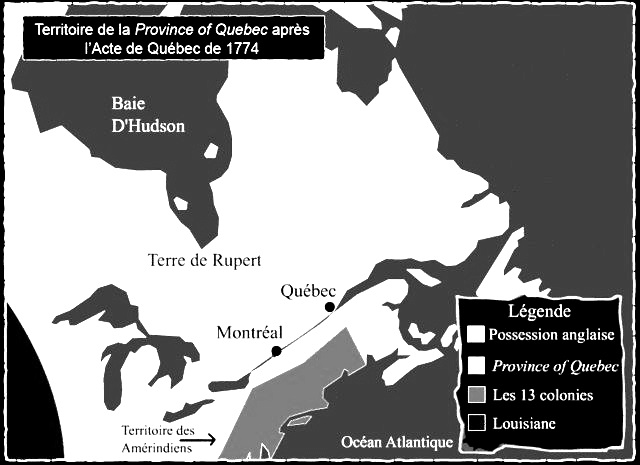 Territoire de la Province of Quebec après
l'Acte de Québec de 1774
Baie
D'Hudson
Terre de Rupert
Québec
Montréal
Territoire des
Amérindiens
Océan Atlantique
Légende
Possession anglaise
Province of Quebec
Les 13 colonies
Louisiane